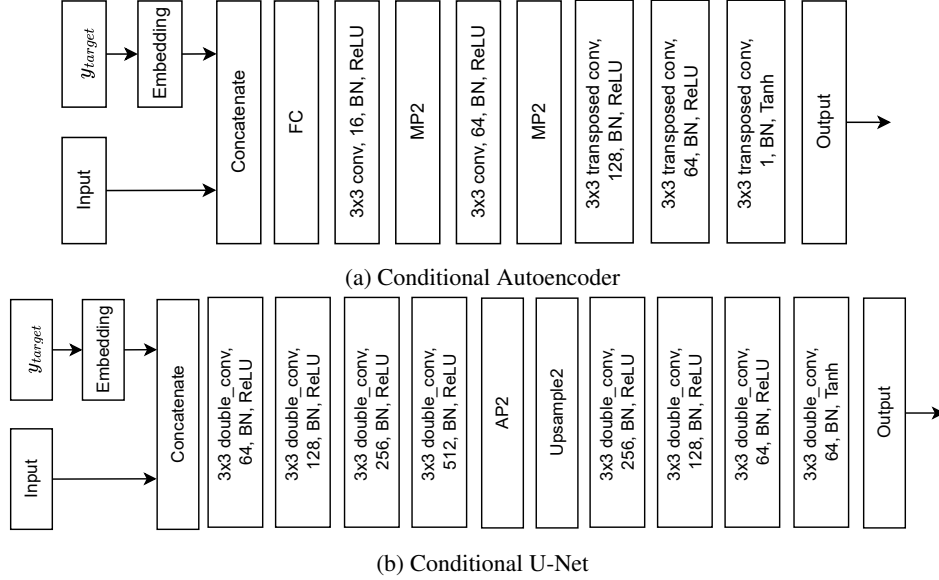 y_target
Embedding
Input
Concatenate
FC
3x3 conv, 16, BN, ReLU
MP2
3x3 conv, 64, BN, ReLU
MP2
3x3 transposed conv,
128, BN, ReLU
3x3 transposed conv,
64, BN, ReLU
3x3 transposed conv,
1, BN, Tanh
Output
(a) Conditional Autoencoder
y_target
Embedding
Input
Concatenate
3x3 double_conv,
64, BN, ReLU
3x3 double_conv,
128, BN, ReLU
3x3 double_conv,
256, BN, ReLU
3x3 double_conv,
512, BN, ReLU
AP2
Upsample2
3x3 double_conv,
256, BN, ReLU
3x3 double_conv,
128, BN, ReLU
3x3 double_conv,
64, BN, ReLU
3x3 double_conv,
64, BN, Tanh
Output
(b) Conditional U-Net